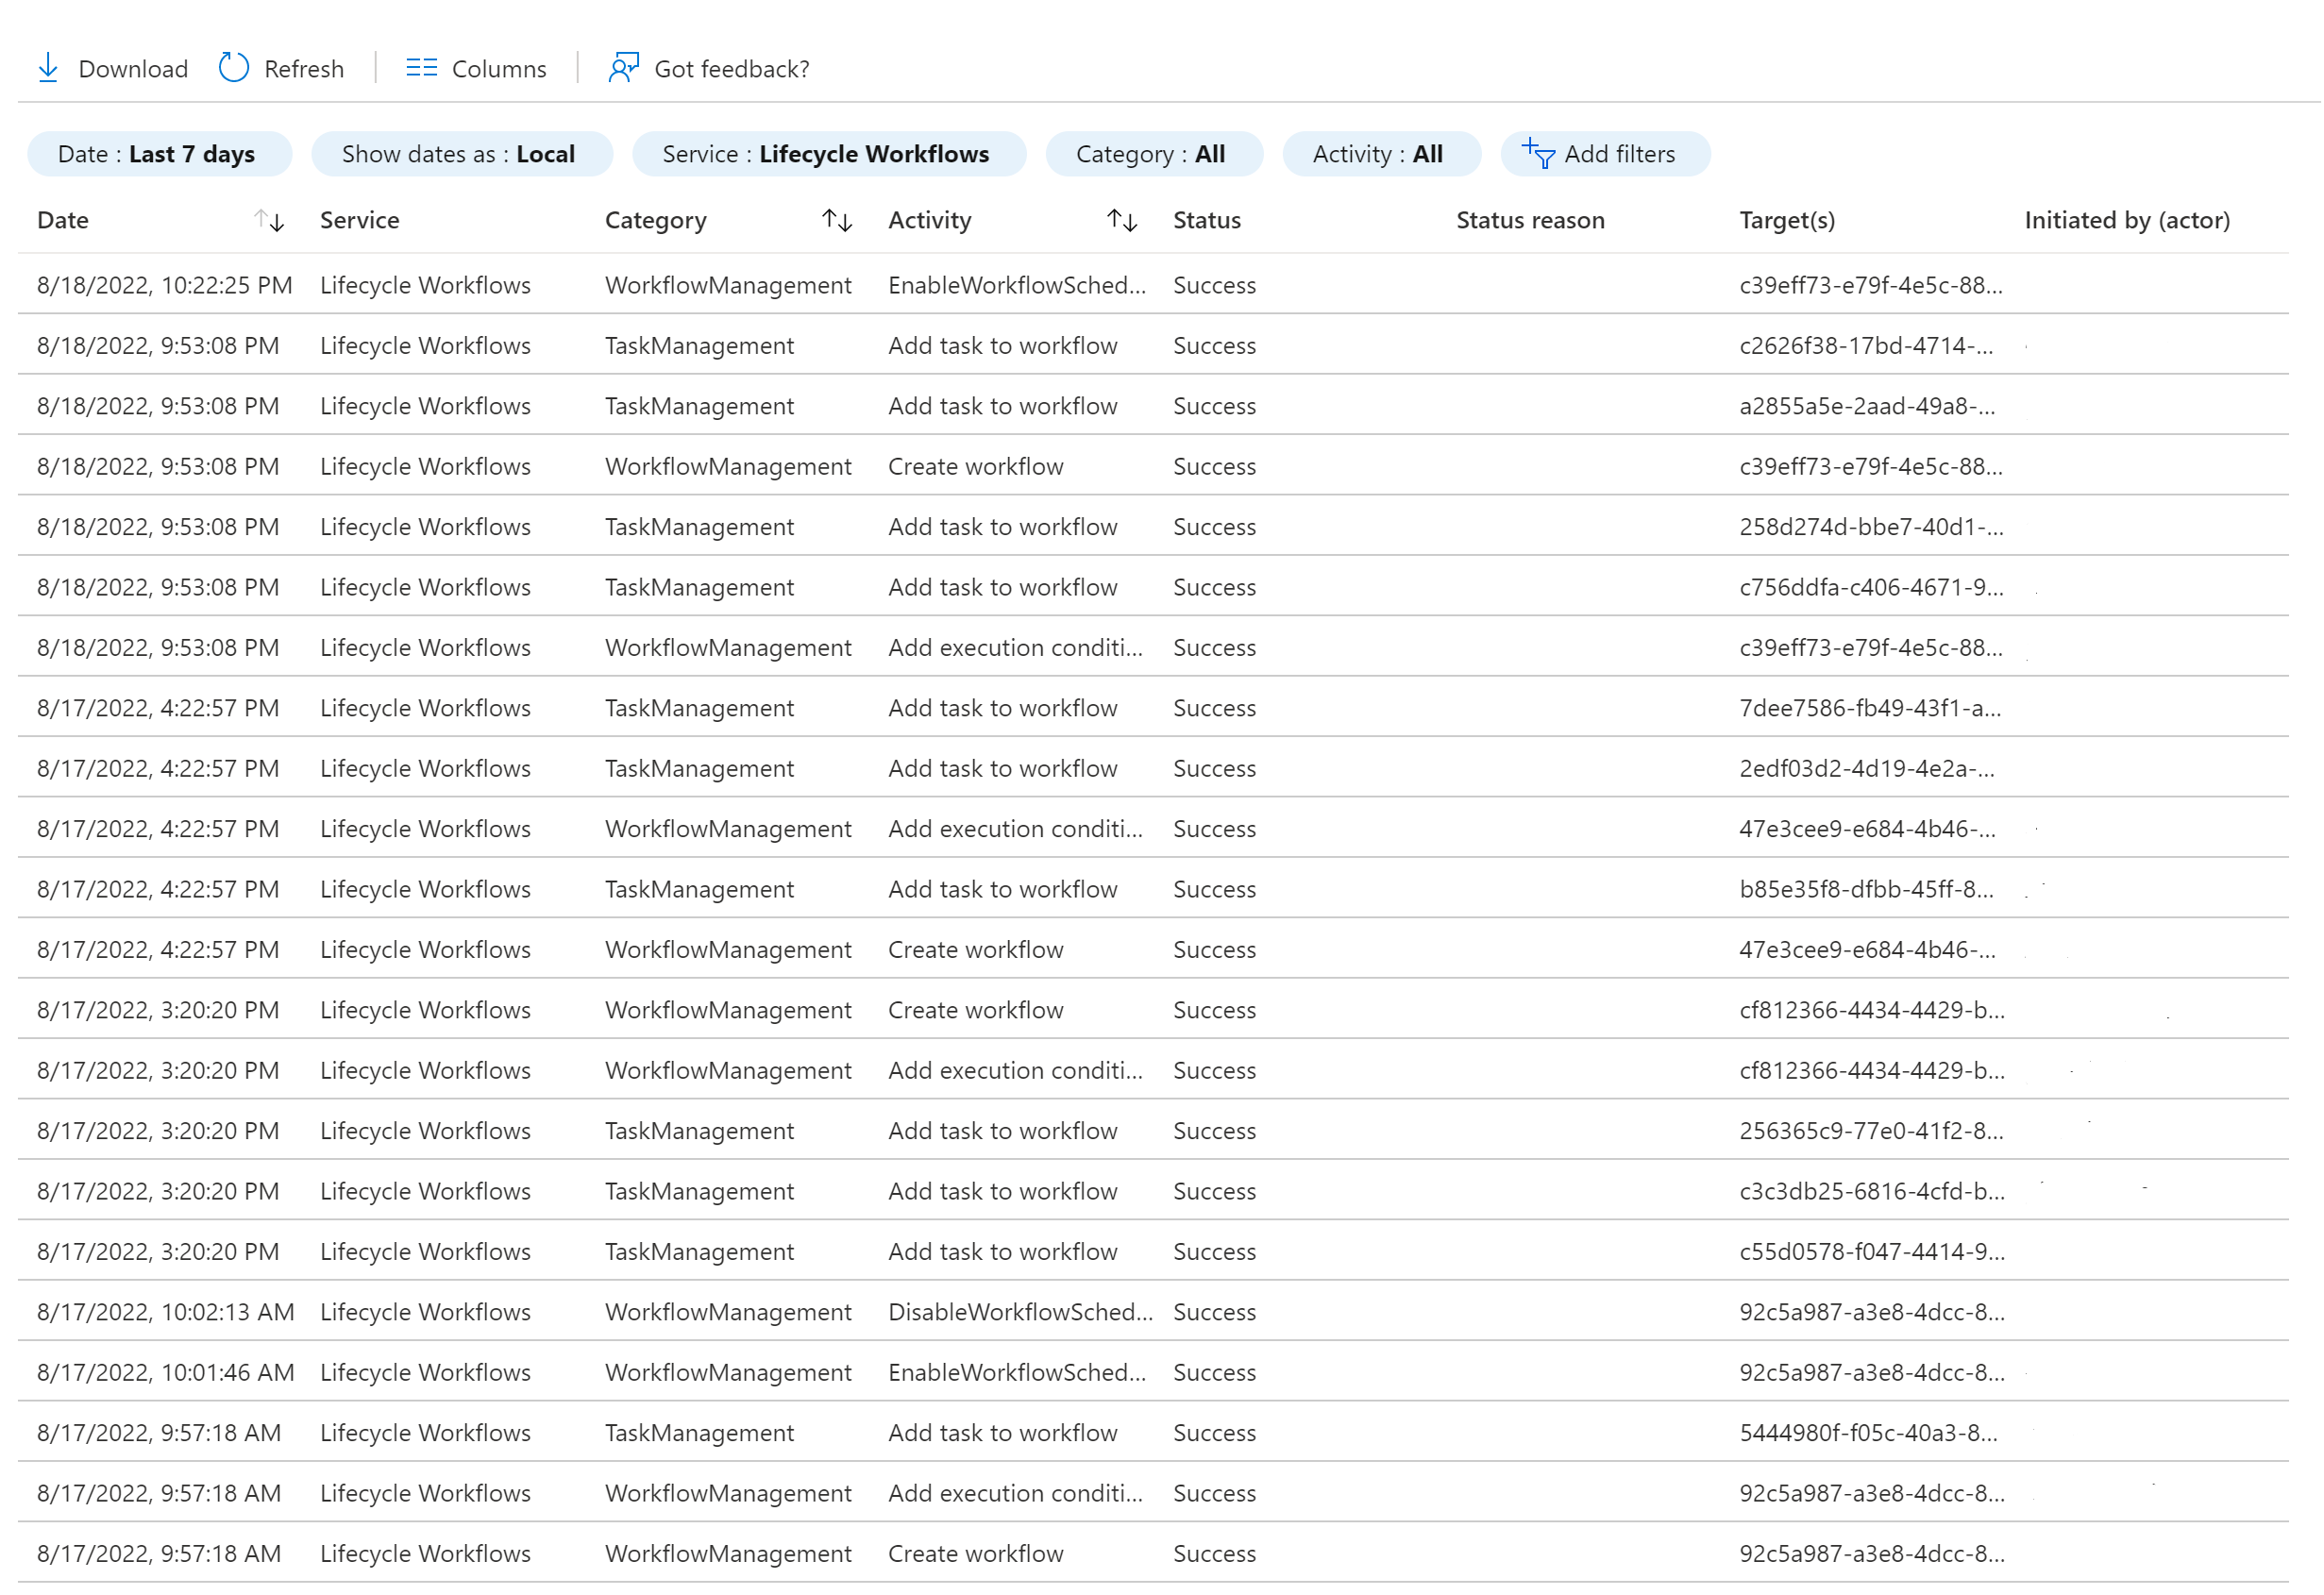 Download Refresh Columns Got feedback?
Date : Last 7 days Show dates as : Local Service : Lifecycle Workflows Category : All Activity : All Add filters
Date Service Category Activity Status Status reason Target(s) Initiated by (actor)
8/18/2022, 10:22:25 PM Lifecycle Workflows WorkflowManagement EnableWorkflowSched... Success c39eff73-e79f-4e5c-88...
8/18/2022, 9:53:08 PM Lifecycle Workflows TaskManagement Add task to workflow Success c2626f38-17bd-4714-...
8/18/2022, 9:53:08 PM Lifecycle Workflows TaskManagement Add task to workflow Success a2855a5e-2aad-49a8-...
8/18/2022, 9:53:08 PM Lifecycle Workflows WorkflowManagement Create workflow Success c39eff73-e79f-4e5c-88...
8/18/2022, 9:53:08 PM Lifecycle Workflows TaskManagement Add task to workflow Success 258d274d-bbe7-40d1-...
8/18/2022, 9:53:08 PM Lifecycle Workflows TaskManagement Add task to workflow Success c756ddfa-c406-4671-9...
8/18/2022, 9:53:08 PM Lifecycle Workflows WorkflowManagement Add execution conditi... Success c39eff73-e79f-4e5c-88...
8/17/2022, 4:22:57 PM Lifecycle Workflows TaskManagement Add task to workflow Success 7dee7586-fb49-43f1-a...
8/17/2022, 4:22:57 PM Lifecycle Workflows TaskManagement Add task to workflow Success 2edf03d2-4d19-4e2a-...
8/17/2022, 4:22:57 PM Lifecycle Workflows WorkflowManagement Add execution conditi... Success 47e3cee9-e684-4b46-...
8/17/2022, 4:22:57 PM Lifecycle Workflows TaskManagement Add task to workflow Success b85e35f8-dfbb-45ff-8...
8/17/2022, 4:22:57 PM Lifecycle Workflows WorkflowManagement Create workflow Success 47e3cee9-e684-4b46-...
8/17/2022, 3:20:20 PM Lifecycle Workflows WorkflowManagement Create workflow Success cf812366-4434-4429-b...
8/17/2022, 3:20:20 PM Lifecycle Workflows WorkflowManagement Add execution conditi... Success cf812366-4434-4429-b...
8/17/2022, 3:20:20 PM Lifecycle Workflows TaskManagement Add task to workflow Success 256365c9-77e0-41f2-8...
8/17/2022, 3:20:20 PM Lifecycle Workflows TaskManagement Add task to workflow Success c3c3db25-6816-4cfd-b...
8/17/2022, 3:20:20 PM Lifecycle Workflows TaskManagement Add task to workflow Success c55d0578-f047-4414-9...
8/17/2022, 10:02:13 AM Lifecycle Workflows WorkflowManagement DisableWorkflowSched... Success 92c5a987-a3e8-4dcc-8...
8/17/2022, 10:01:46 AM Lifecycle Workflows WorkflowManagement EnableWorkflowSched... Success 92c5a987-a3e8-4dcc-8...
8/17/2022, 9:57:18 AM Lifecycle Workflows TaskManagement Add task to workflow Success 5444980f-f05c-40a3-8...
8/17/2022, 9:57:18 AM Lifecycle Workflows WorkflowManagement Add execution conditi... Success 92c5a987-a3e8-4dcc-8...
8/17/2022, 9:57:18 AM Lifecycle Workflows WorkflowManagement Create workflow Success 92c5a987-a3e8-4dcc-8...